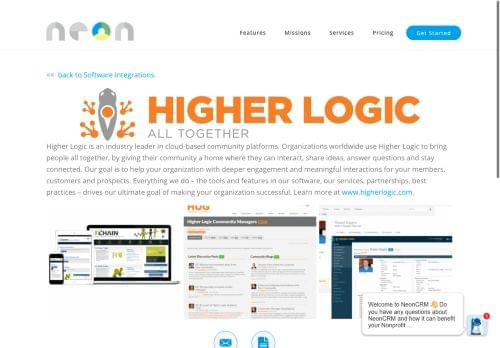 neon
Features
Missions
Services
Pricing
Get Started
<< back to Software Integrations.
HIGHER LOGIC
ALL TOGETHER
Higher Logic is an industry leader in cloud-based community platforms. Organizations worldwide use Higher Logic to bring
people all together, by giving their community a home where they can interact, share ideas, answer questions and stay
connected. Our goal is to help your organization with deeper engagement and meaningful interactions for your members,
customers and prospects. Everything we do – the tools and features in our software, our services, partnerships, best
practices – drives our ultimate goal of making your organization successful. Learn more at www.higherlogic.com.
HUG
Higher Logic Community Managers
Latest Discussion Posts
Community Blogs
Welcome to NeonCRM 👋 Do
you have any questions about
NeonCRM and how it can benefit
your Nonprofit ...
1